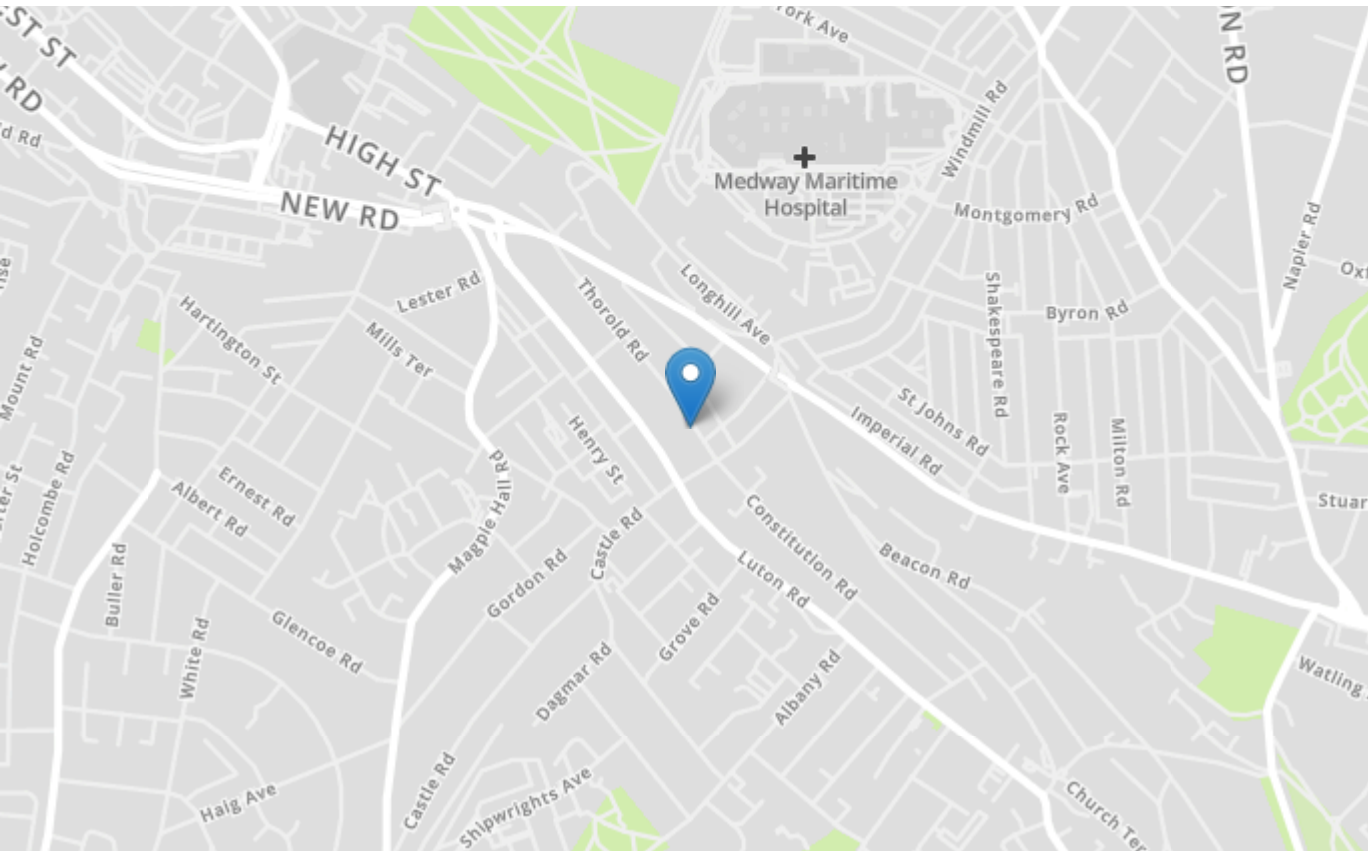 EST ST
York Ave
ON RD
Y RD
HIGH ST
Windmill Rd
ld Rd
Medway Maritime
Hospital
NEW RD
Montgomery Rd
Napier Rd
Longhill Ave
Lester Rd
Thorold Rd
Shakespeare Rd
Byron Rd
Hartington St
Mills Ter
Mount Rd
St Johns Rd
Imperial Rd
Henry St
Rock Ave
Milton Rd
Holcombe Rd
Ernest Rd
Albert Rd
Magpie Hall Rd
Stuar
Castle Rd
Constitution Rd
Buller Rd
Gordon Rd
Luton Rd
Beacon Rd
Grove Rd
Glencoe Rd
White Rd
Dagmar Rd
Albany Rd
Watling
Castle Rd
Haig Ave
Shipwrights Ave
Church Ter